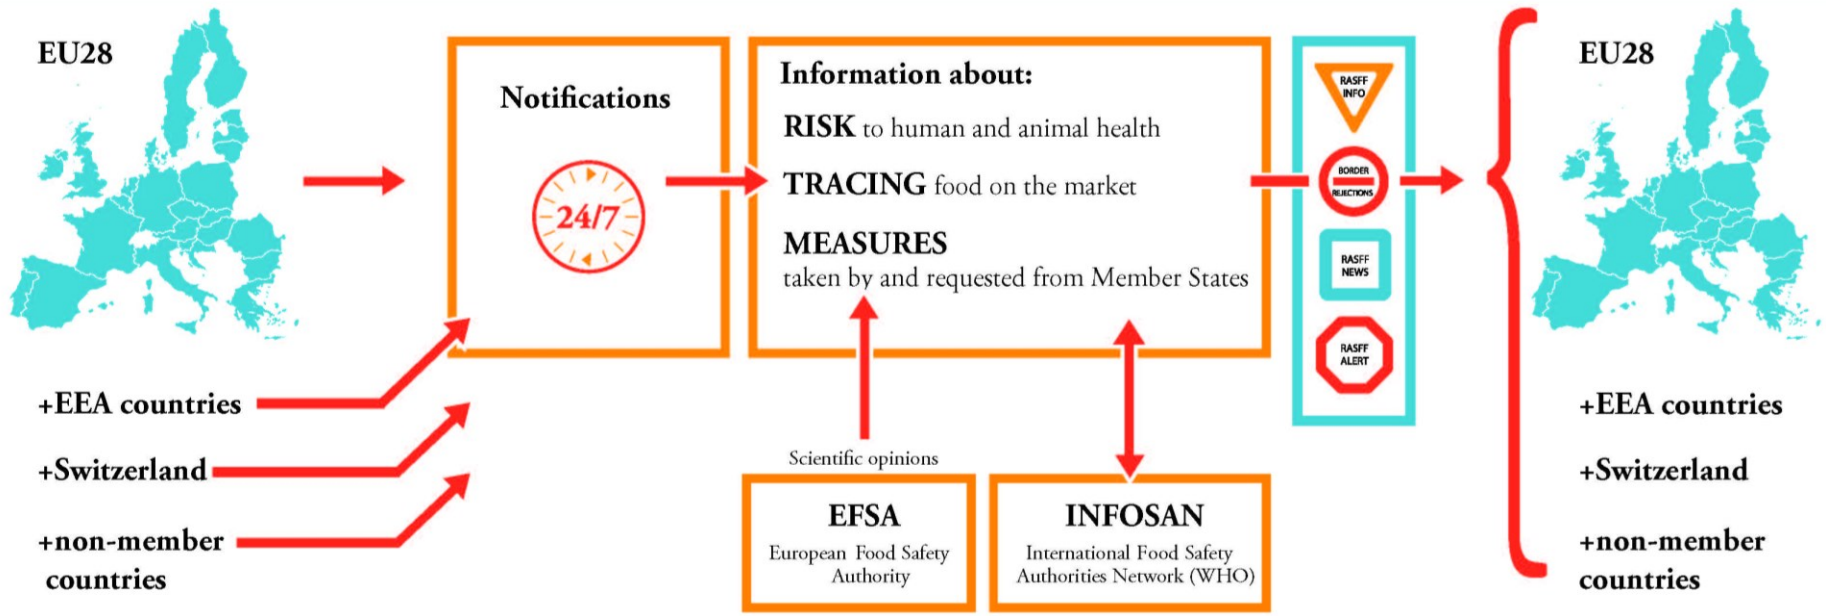 EU28
+EEA countries
+Switzerland
+non-member
countries
Notifications
24/7
Information about:
RISK to human and animal health
TRACING food on the market
MEASURES
taken by and requested from Member States
Scientific opinions
EFSA
European Food Safety
Authority
INFOSAN
International Food Safety
Authorities Network (WHO)
RASFF
INFO
BORDER
REJECTIONS
RASFF
NEWS
RASFF
ALERT
EU28
+EEA countries
+Switzerland
+non-member
countries